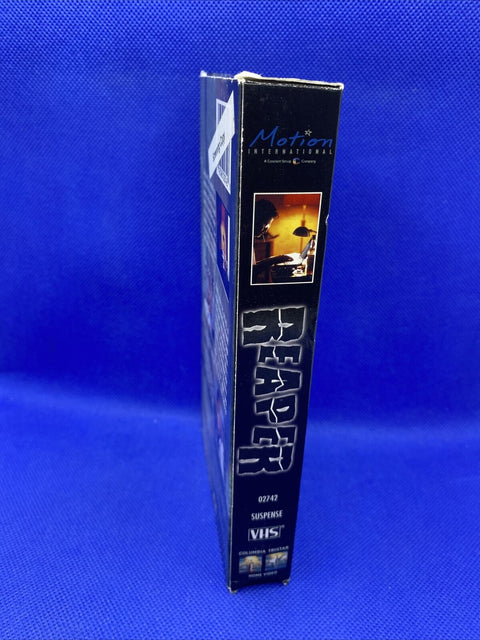 Motion
INTERNATIONAL
A Coscient Group Company
REAPER
02742
SUSPENSE
VHS
COLUMBIA TRISTAR
HOME VIDEO